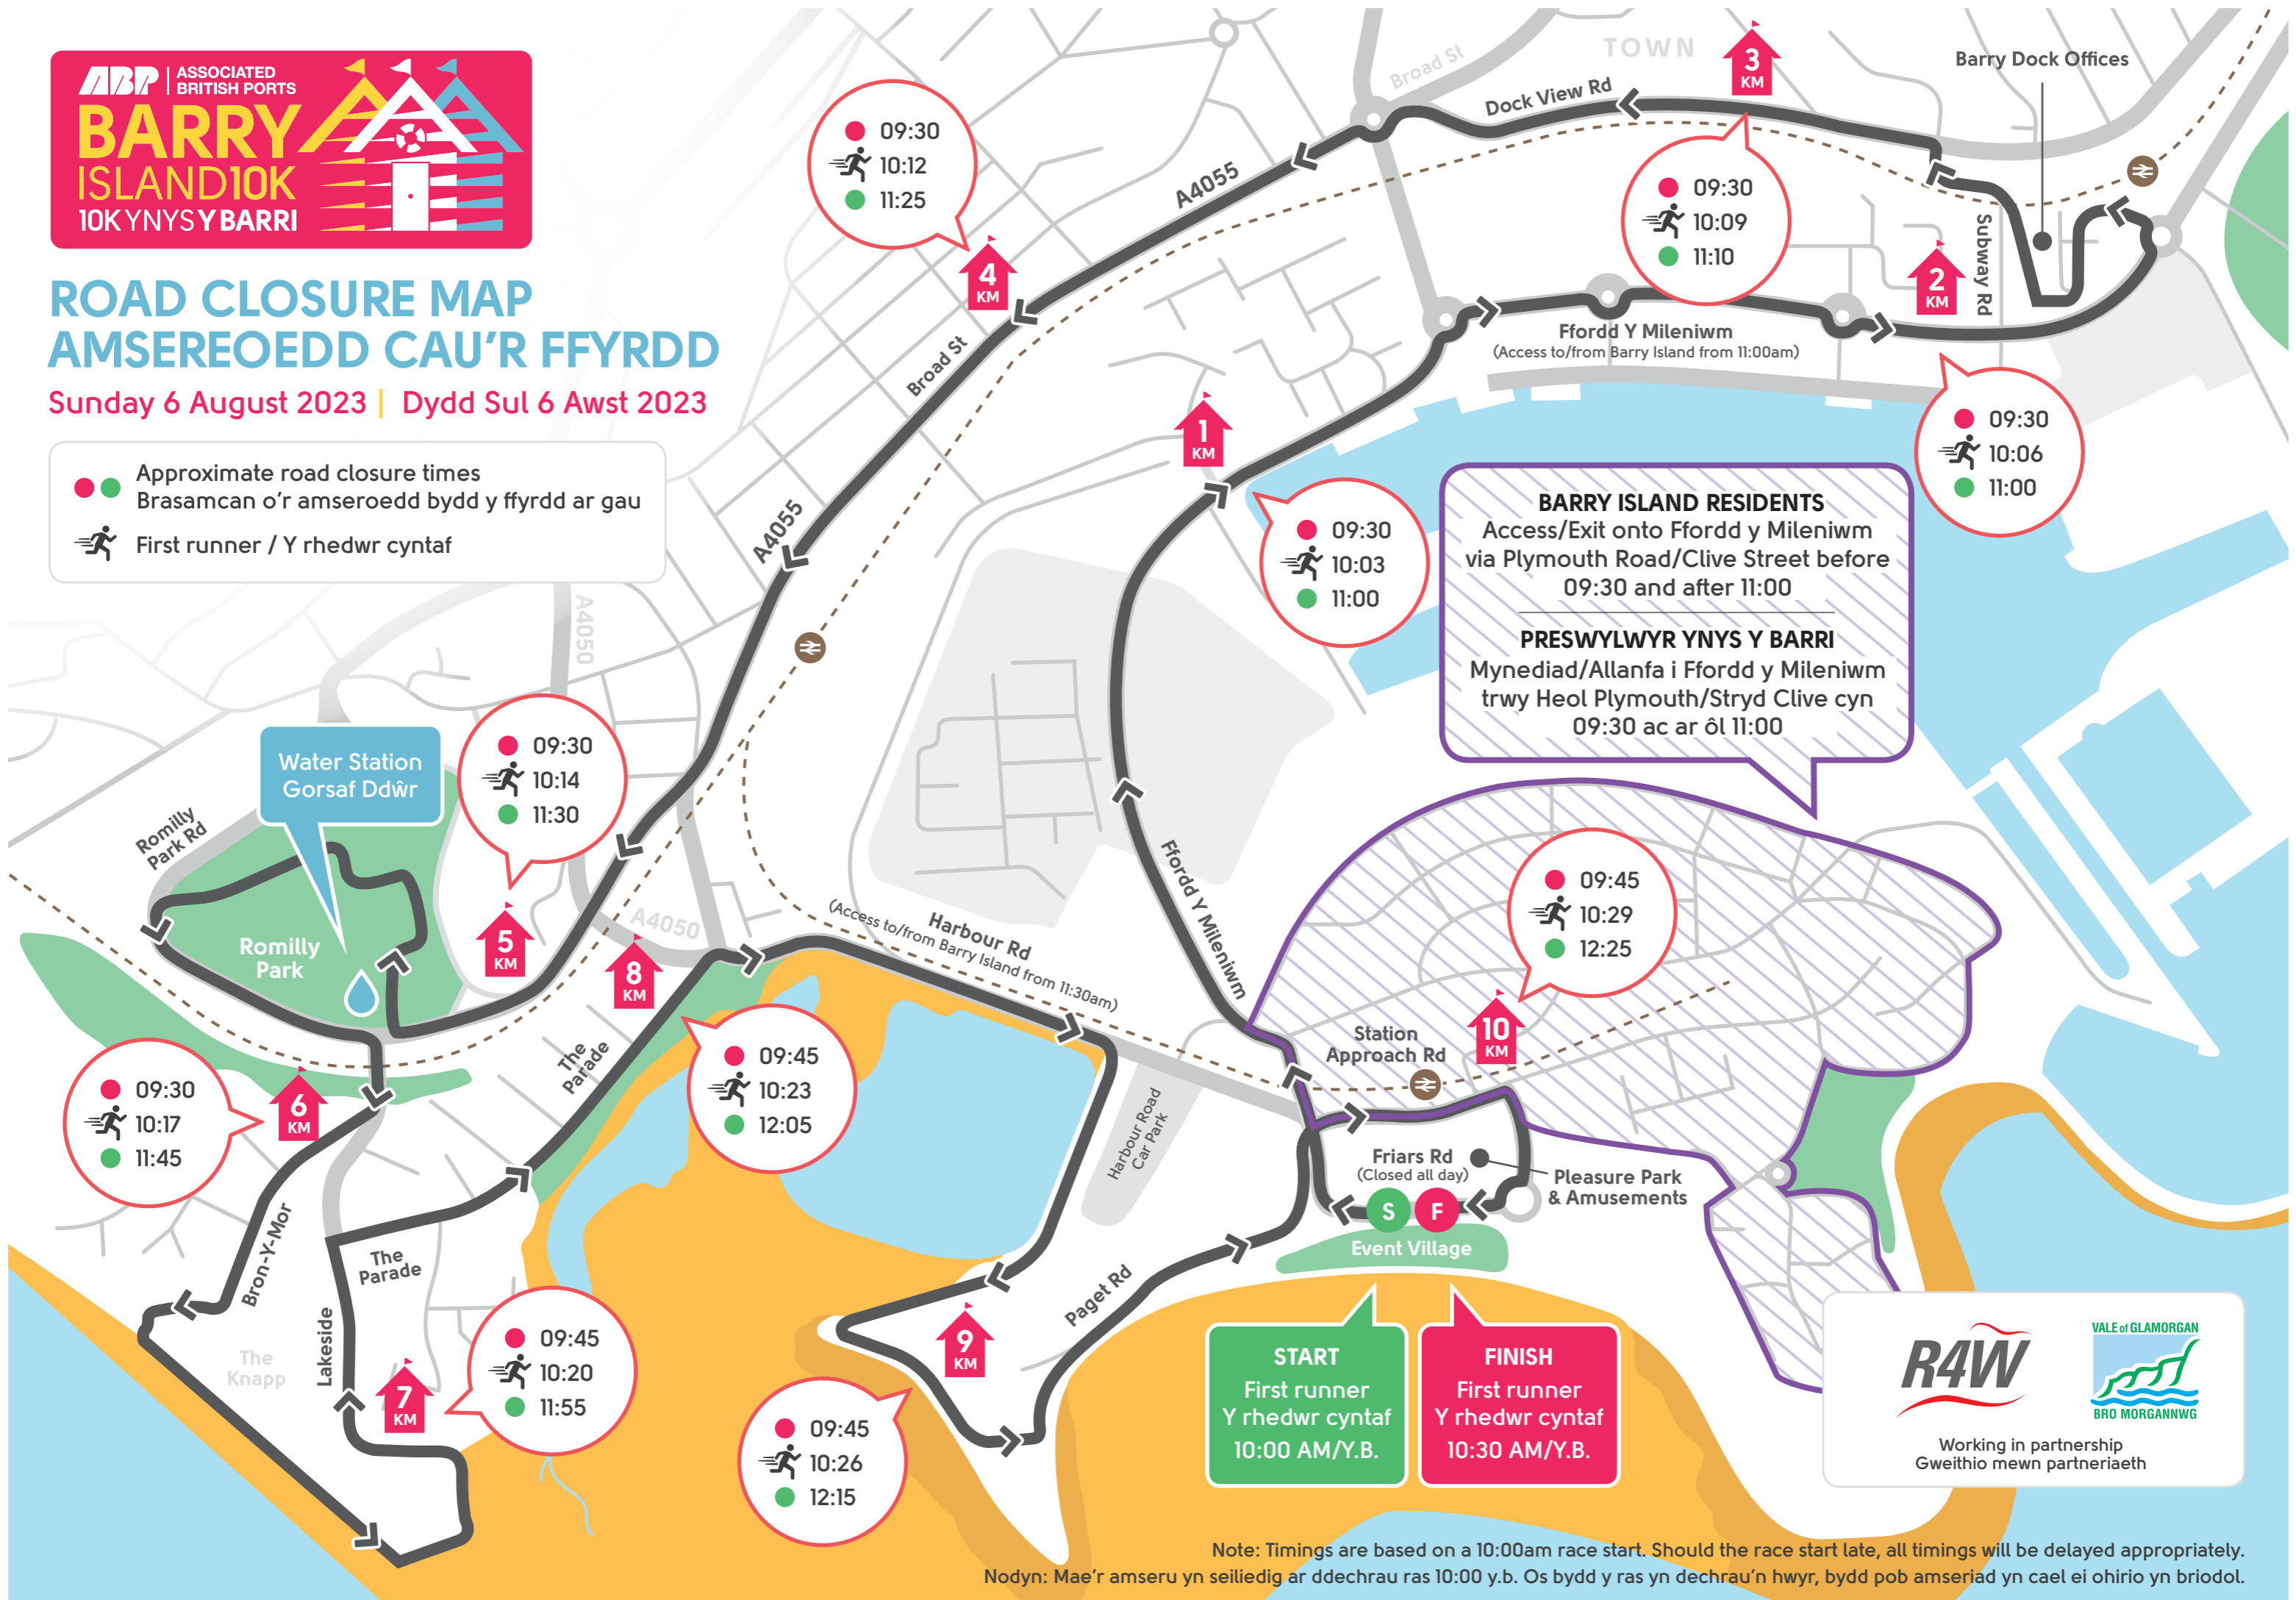 ABP
ASSOCIATED
BRITISH PORTS
BARRY
ISLAND10K
10K YNYS Y BARRI
ROAD CLOSURE MAP
AMSEREOEDD CAU'R FFYRDD
Sunday 6 August 2023 | Dydd Sul 6 Awst 2023
Approximate road closure times
Brasamcan o'r amseroedd bydd y ffyrdd ar gau
First runner / Y rhedwr cyntaf
TOWN
Broad St
Dock View Rd
3
KM
Barry Dock Offices
09:30
10:12
11:25
A4055
09:30
10:09
11:10
Subway Rd
4
KM
2
KM
Ffordd Y Mileniwm
(Access to/from Barry Island from 11:00am)
Broad St
1
KM
09:30
10:06
11:00
A4055
09:30
10:03
11:00
BARRY ISLAND RESIDENTS
Access/Exit onto Ffordd y Mileniwm
via Plymouth Road/Clive Street before
09:30 and after 11:00
PRESWYLWYR YNYS Y BARRI
Mynediad/Allanfa i Ffordd y Mileniwm
trwy Heol Plymouth/Stryd Clive cyn
09:30 ac ar ôl 11:00
A4050
Water Station
Gorsaf Ddŵr
09:30
10:14
11:30
Romilly
Park Rd
Romilly
Park
5
KM
A4050
8
KM
Harbour Rd
(Access to/from Barry Island from 11:30am)
Ffordd Y Mileniwm
09:45
10:29
12:25
10
KM
Station
Approach Rd
The
Parade
09:45
10:23
12:05
09:30
10:17
11:45
6
KM
Harbour Road
Car Park
Friars Rd
(Closed all day)
Pleasure Park
& Amusements
S
F
Event Village
Bron-Y-Mor
The
Parade
Lakeside
The
Knapp
7
KM
09:45
10:20
11:55
9
KM
Paget Rd
09:45
10:26
12:15
START
First runner
Y rhedwr cyntaf
10:00 AM/Y.B.
FINISH
First runner
Y rhedwr cyntaf
10:30 AM/Y.B.
R4W
VALE of GLAMORGAN
BRO MORGANNWG
Working in partnership
Gweithio mewn partneriaeth
Note: Timings are based on a 10:00am race start. Should the race start late, all timings will be delayed appropriately.
Nodyn: Mae'r amseru yn seiliedig ar ddechrau ras 10:00 y.b. Os bydd y ras yn dechrau'n hwyr, bydd pob amseriad yn cael ei ohirio yn briodol.